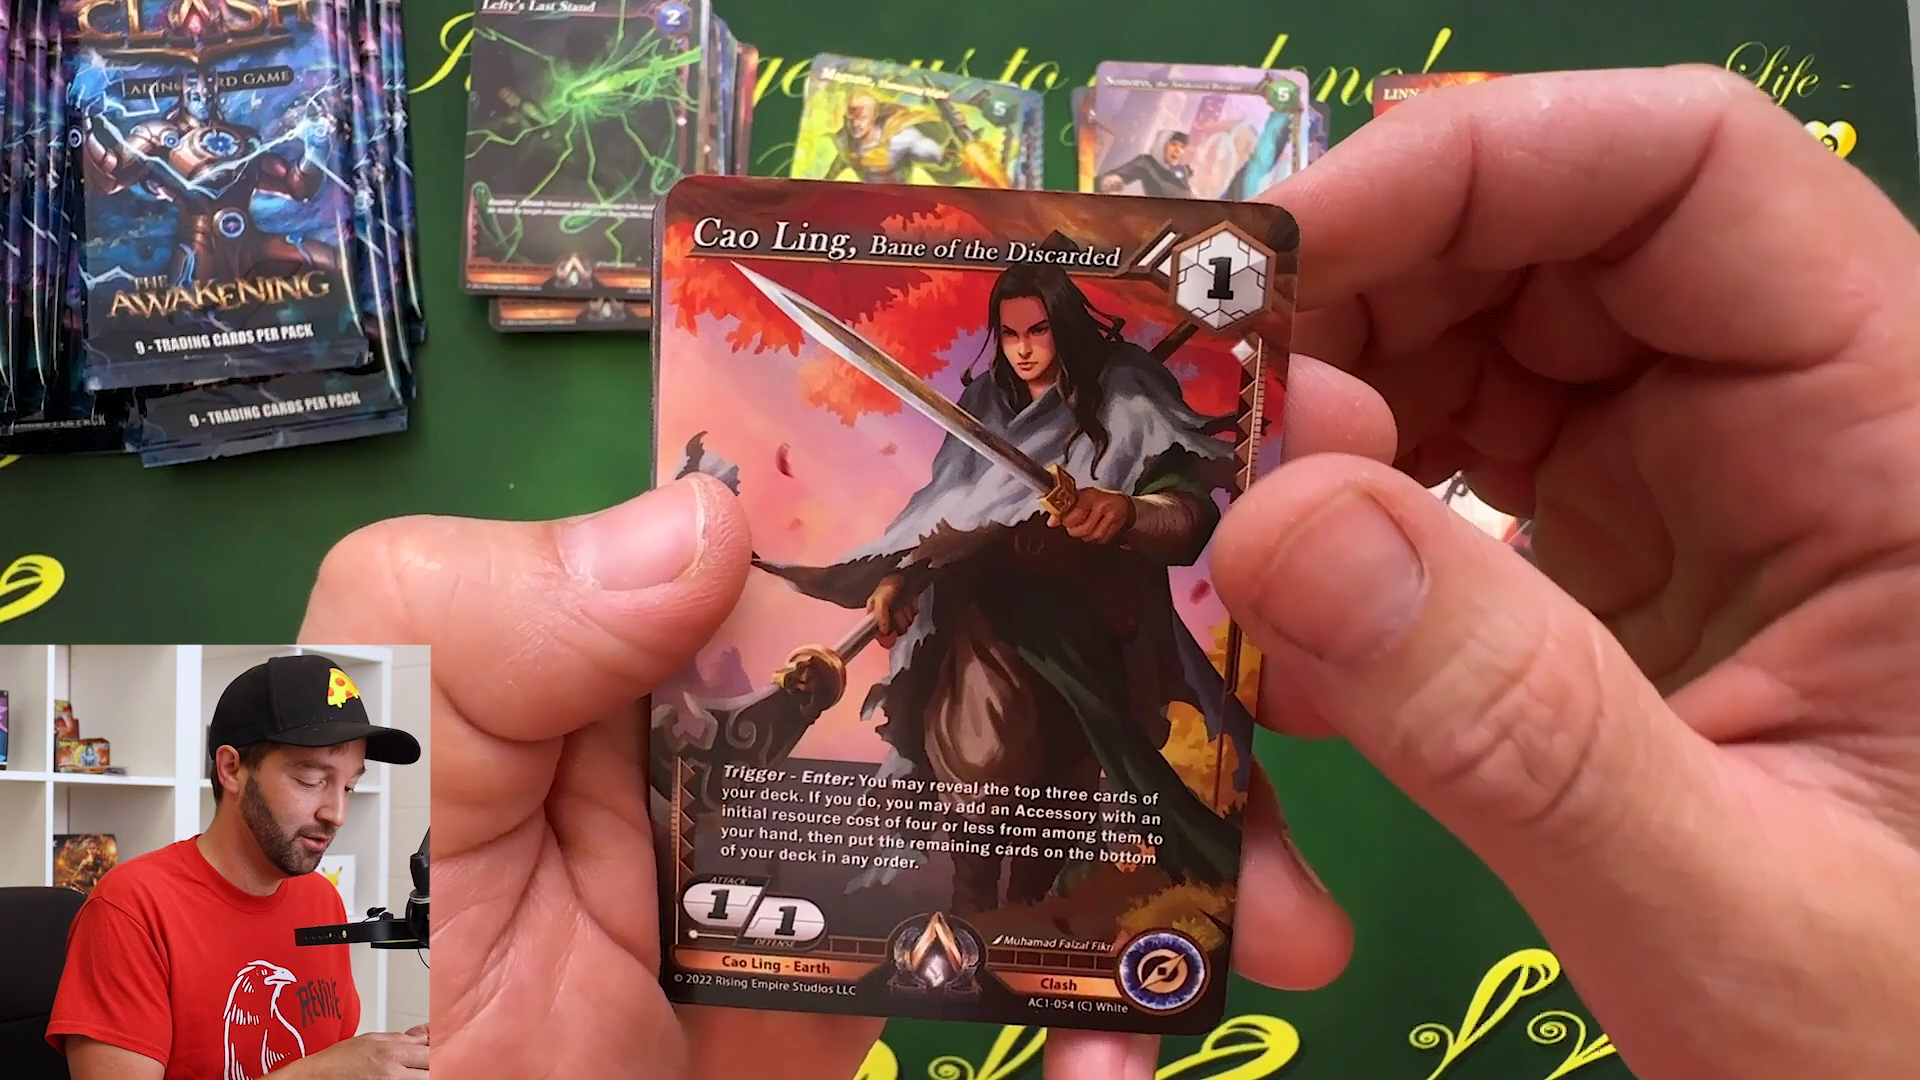 CLASH
THE
AWAKENING
9 - TRADING CARDS PER PACK
9 - TRADING CARDS PER PACK
Lefty's Last Stand
2
5
5
LINN
Life -
Cao Ling, Bane of the Discarded
1
Trigger - Enter: You may reveal the top three cards of
your deck. If you do, you may add an Accessory with an
initial resource cost of four or less from among them to
your hand, then put the remaining cards on the bottom
of your deck in any order.
ATTACK
1
1
DEFENSE
Muhamad Faizal Fikri
Cao Ling - Earth
Clash
© 2022 Rising Empire Studios LLC
AC1-054 (C) White
REVIVE